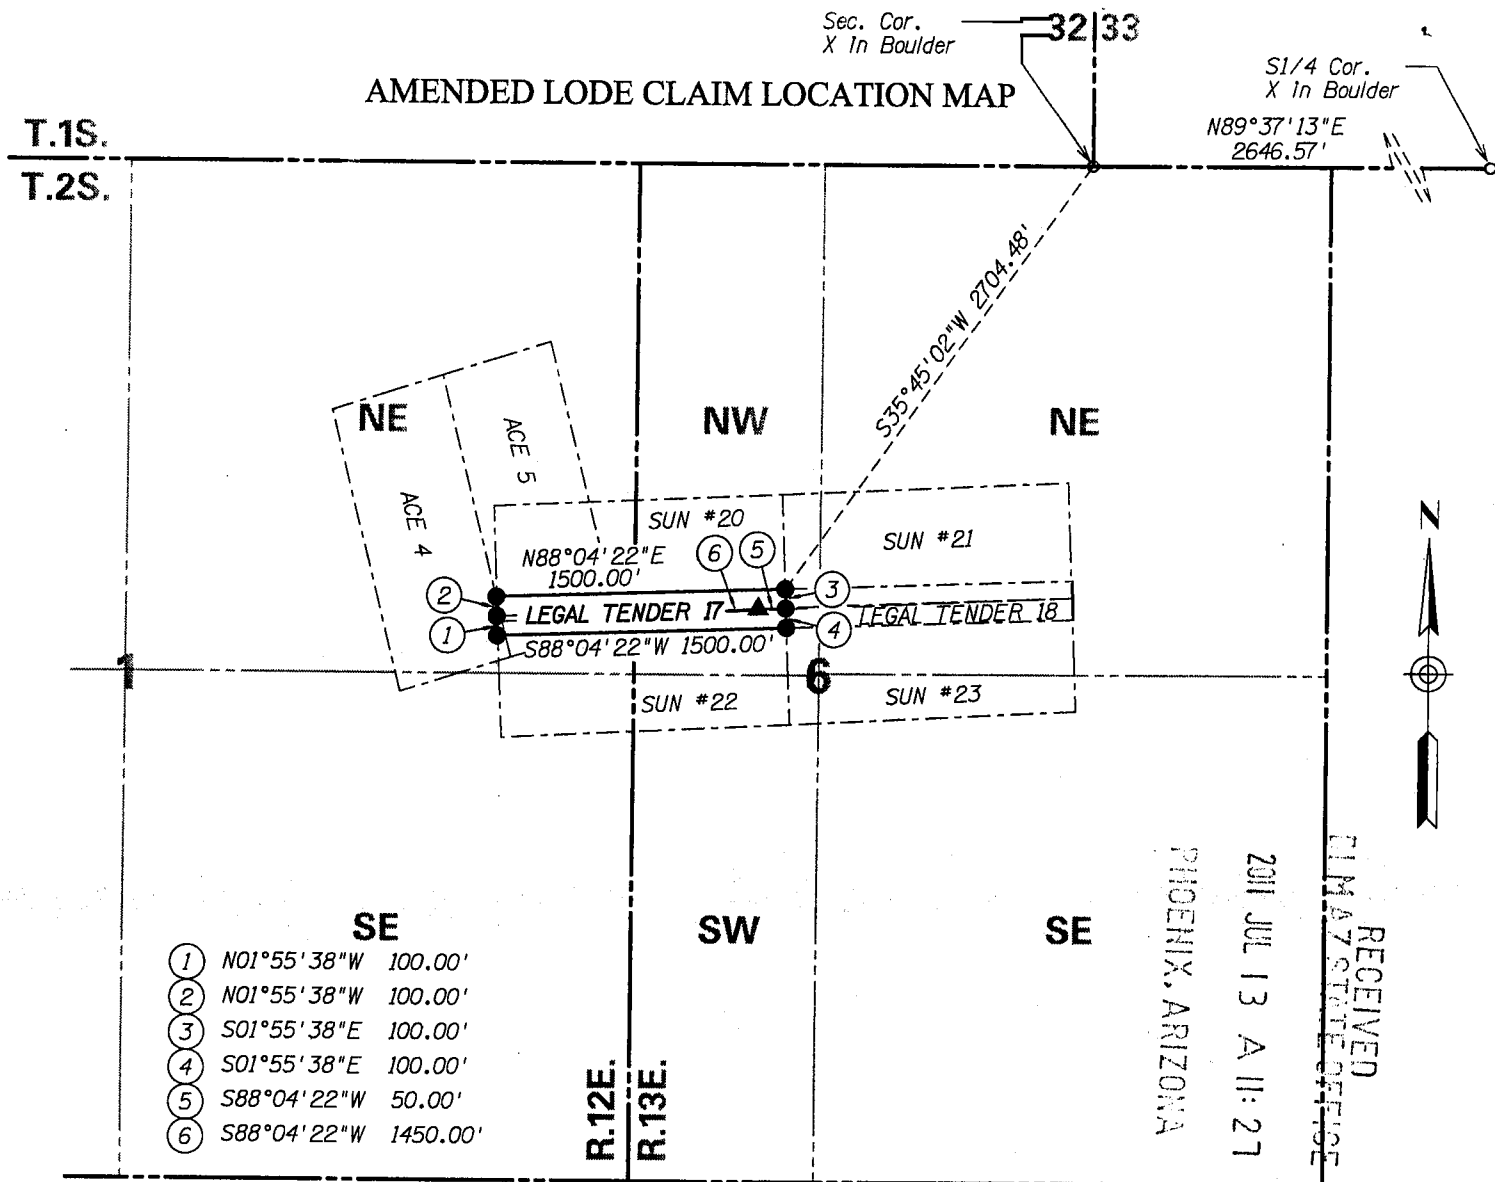 Sec. Cor.
X In Boulder
32 33
S1/4 Cor.
X In Boulder
AMENDED LODE CLAIM LOCATION MAP
N89°37'13"E
2646.57'
T.1S.
T.2S.
S35°45'02"W 2704.48'
NE
NW
NE
ACE 5
ACE 4
SUN #20
SUN #21
N
N88°04'22"E
1500.00'
6
5
2
3
LEGAL TENDER 17
LEGAL TENDER 18
1
4
S88°04'22"W 1500.00'
1
6
SUN #22
SUN #23
SE
SW
SE
1 N01°55'38"W 100.00'
2 N01°55'38"W 100.00'
3 S01°55'38"E 100.00'
4 S01°55'38"E 100.00'
5 S88°04'22"W 50.00'
6 S88°04'22"W 1450.00'
R.12E.
R.13E.
RECEIVED
BLM AZ STATE OFFICE
2011 JUL 13 A 11:27
PHOENIX, ARIZONA